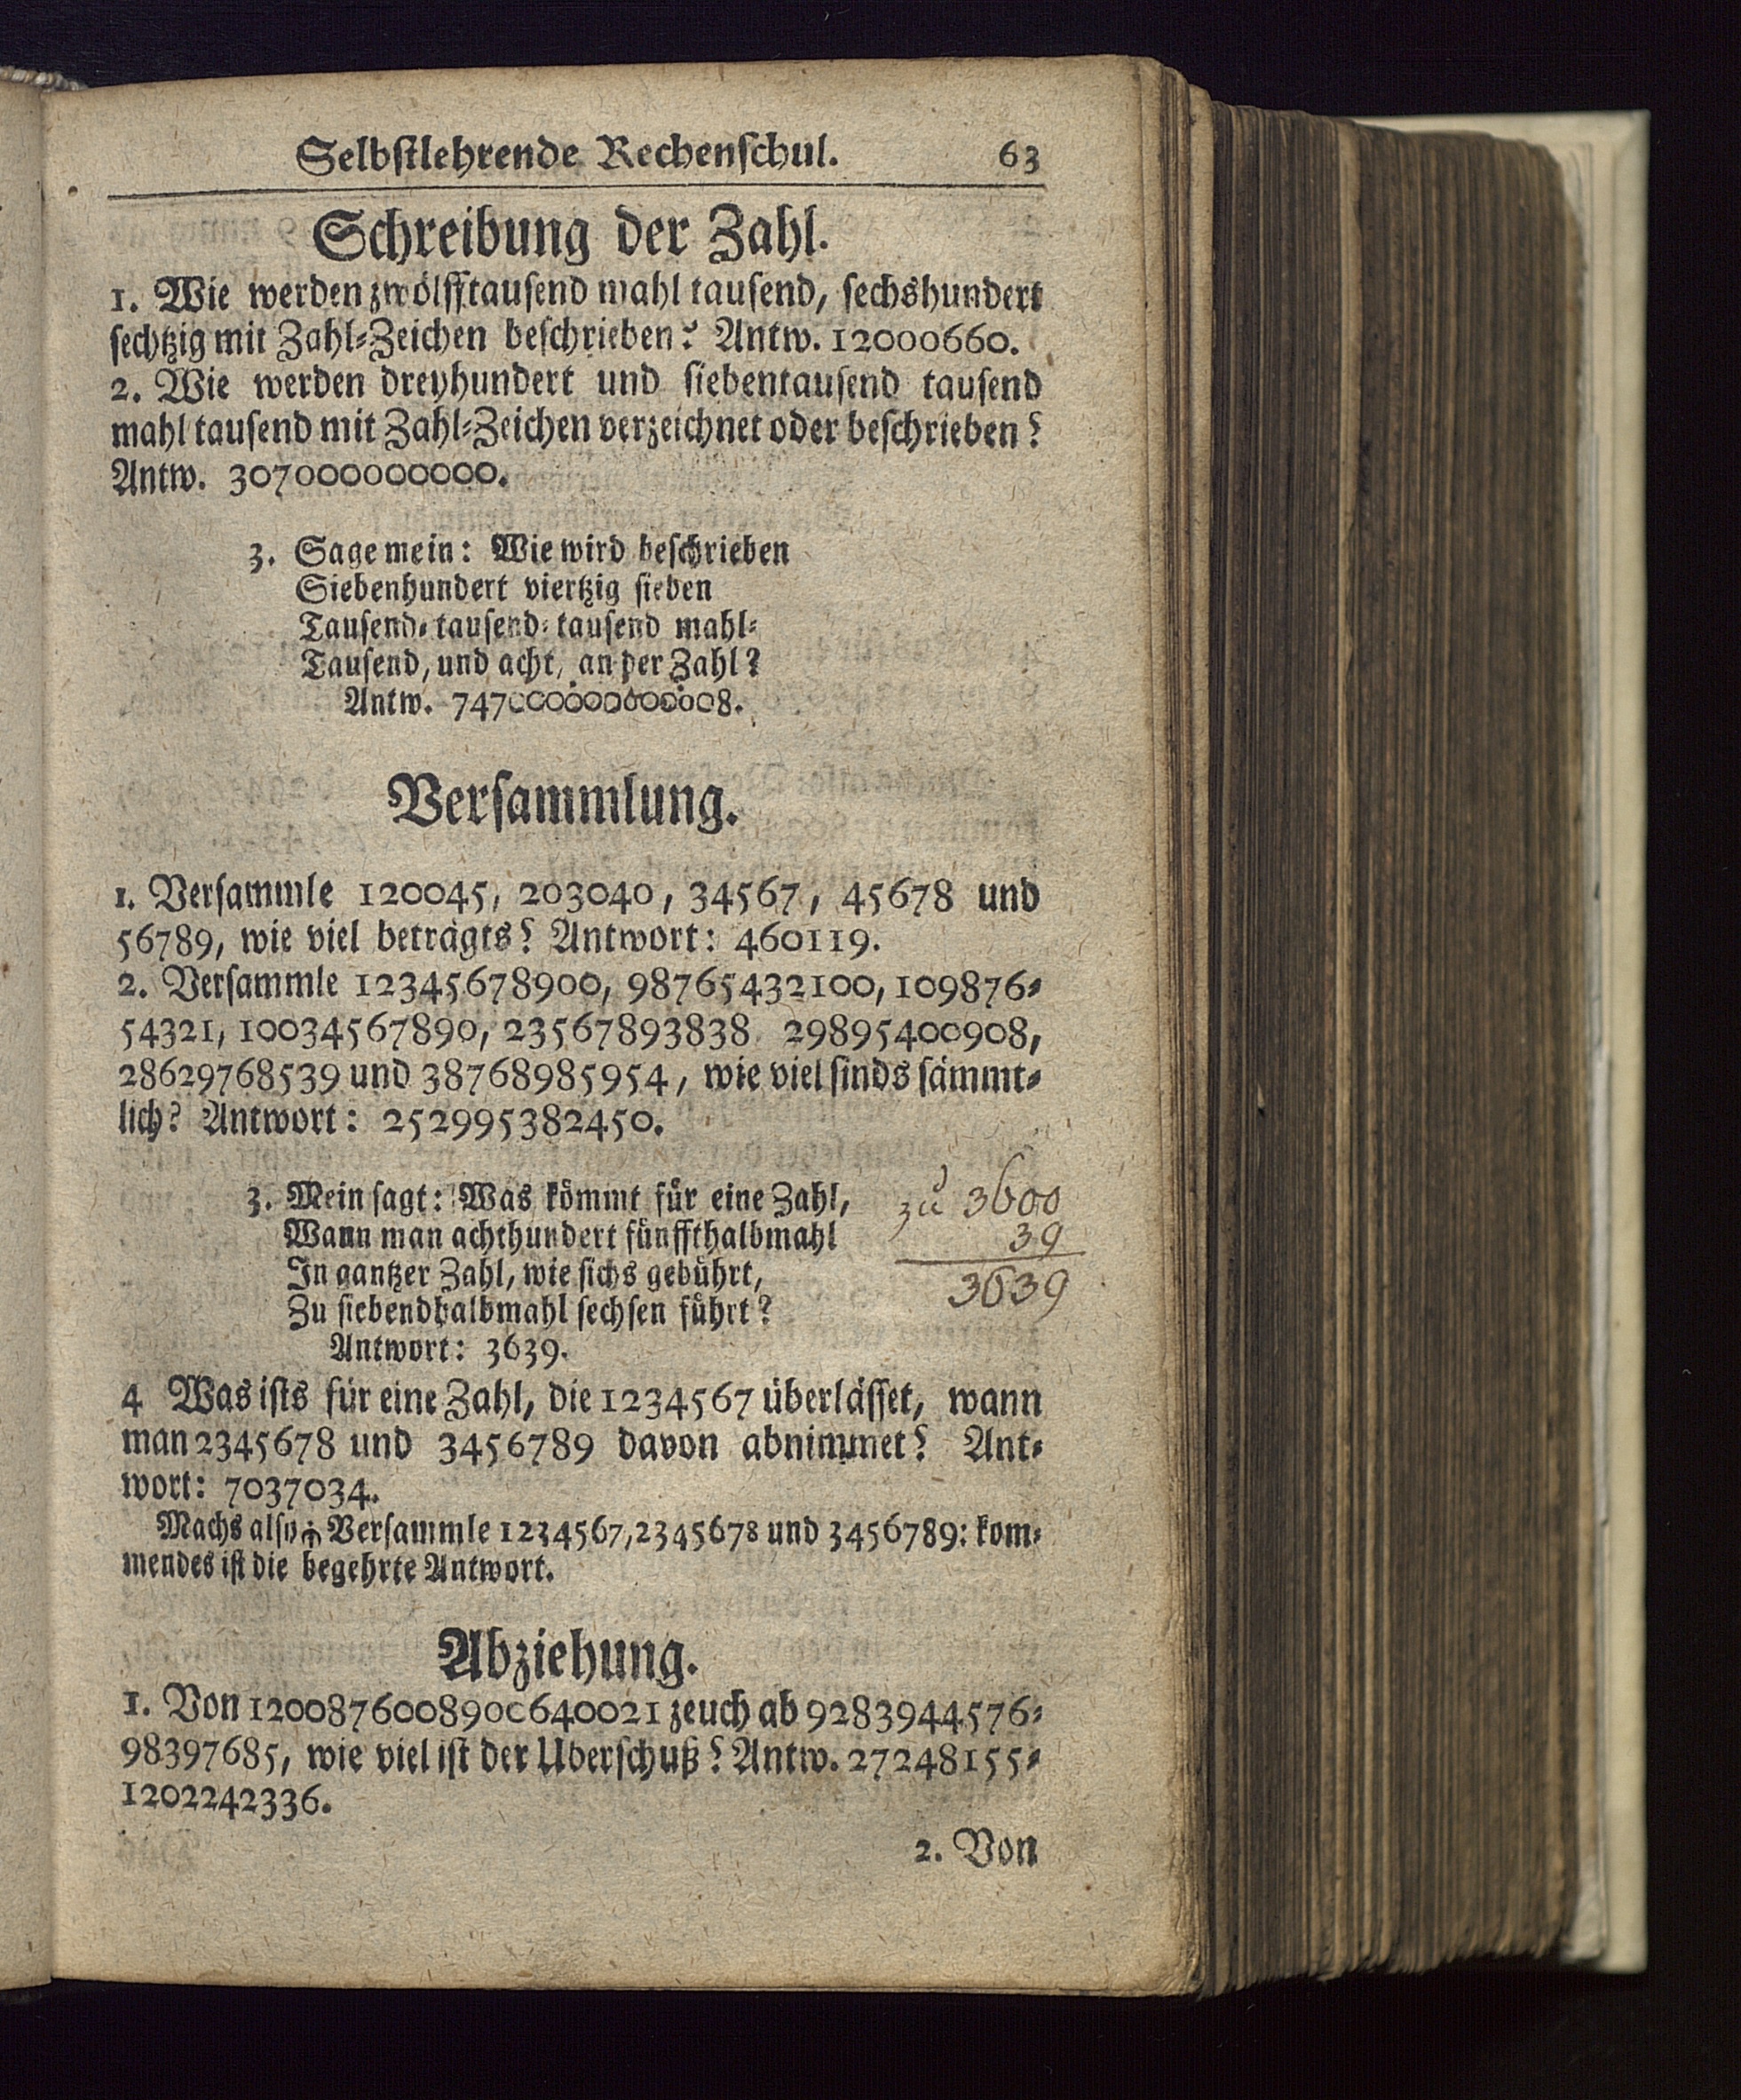 Selbstlehrende Rechenschul. 63
Schreibung der Zahl.
1. Wie werden zwölfftausend mahl tausend, sechshundert
sechtzig mit Zahl-Zeichen beschrieben? Antw. 12000660.
2. Wie werden dreyhundert und siebentausend tausend
mahl tausend mit Zahl-Zeichen verzeichnet oder beschrieben?
Antw. 307000000000.
3. Sage mein: Wie wird beschrieben
Siebenhundert viertzig sieben
Tausend-tausend-tausend mahl-
Tausend, und acht, an der Zahl?
Antw. 747000000000008.
Versammlung.
1. Versammle 120045, 203040, 34567, 45678 und
56789, wie viel beträgts? Antwort: 460119.
2. Versammle 12345678900, 98765432100, 109876-
54321, 10034567890, 23567893838 29895400908,
28629768539 und 38768985954, wie viel sinds sämmt-
lich? Antwort: 252995382450.
3. Mein sagt: Was kömmt für eine Zahl,
Wann man achthundert fünffthalbmahl
In gantzer Zahl, wie sichs gebührt,
Zu siebendhalbmahl sechsen führt?
Antwort: 3639.
zu 3600
39
3639
4 Was ists für eine Zahl, die 1234567 überlässet, wann
man 2345678 und 3456789 davon abnimmet? Ant-
wort: 7037034.
Machs also: Versammle 1234567, 2345678 und 3456789: kom-
mendes ist die begehrte Antwort.
Abziehung.
1. Von 1200876008900640021 zeuch ab 9283944576-
98397685, wie viel ist der Uberschuß? Antw. 27248155-
1202242336.
2. Von